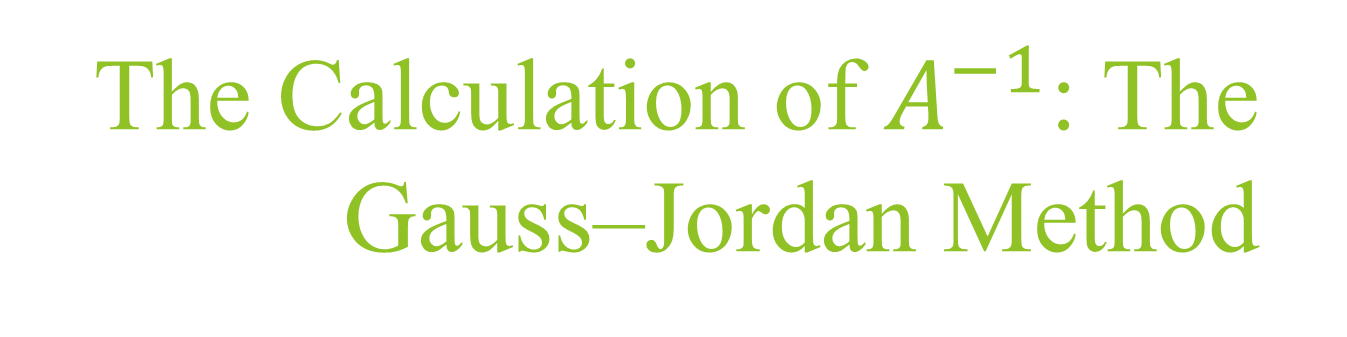 The Calculation of A⁻¹: The
Gauss–Jordan Method